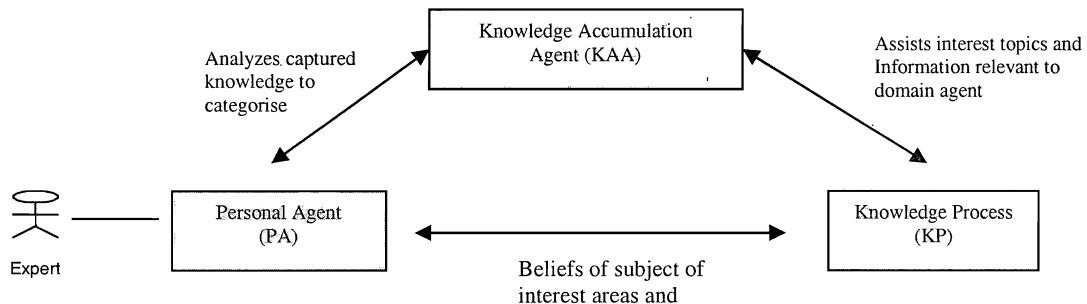 Knowledge Accumulation
Agent (KAA)
Analyzes captured
knowledge to
categorise
Assists interest topics and
Information relevant to
domain agent
Personal Agent
(PA)
Knowledge Process
(KP)
Expert
Beliefs of subject of
interest areas and